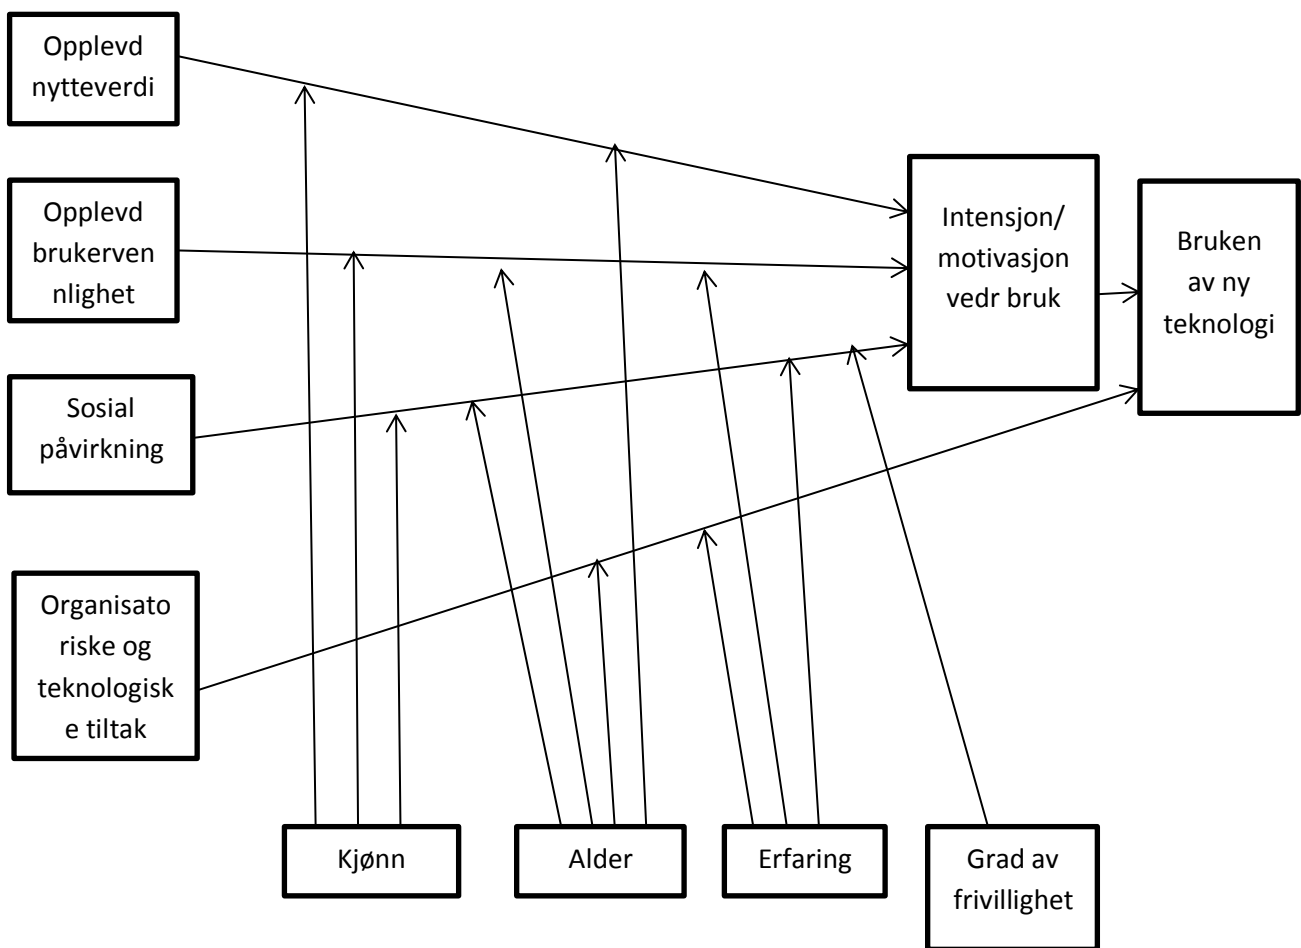 Opplevd
nytteverdi
Opplevd
brukerven
nlighet
Sosial
påvirkning
Organisato
riske og
teknologisk
e tiltak
Intensjon/
motivasjon
vedr bruk
Bruken
av ny
teknologi
Kjønn
Alder
Erfaring
Grad av
frivillighet